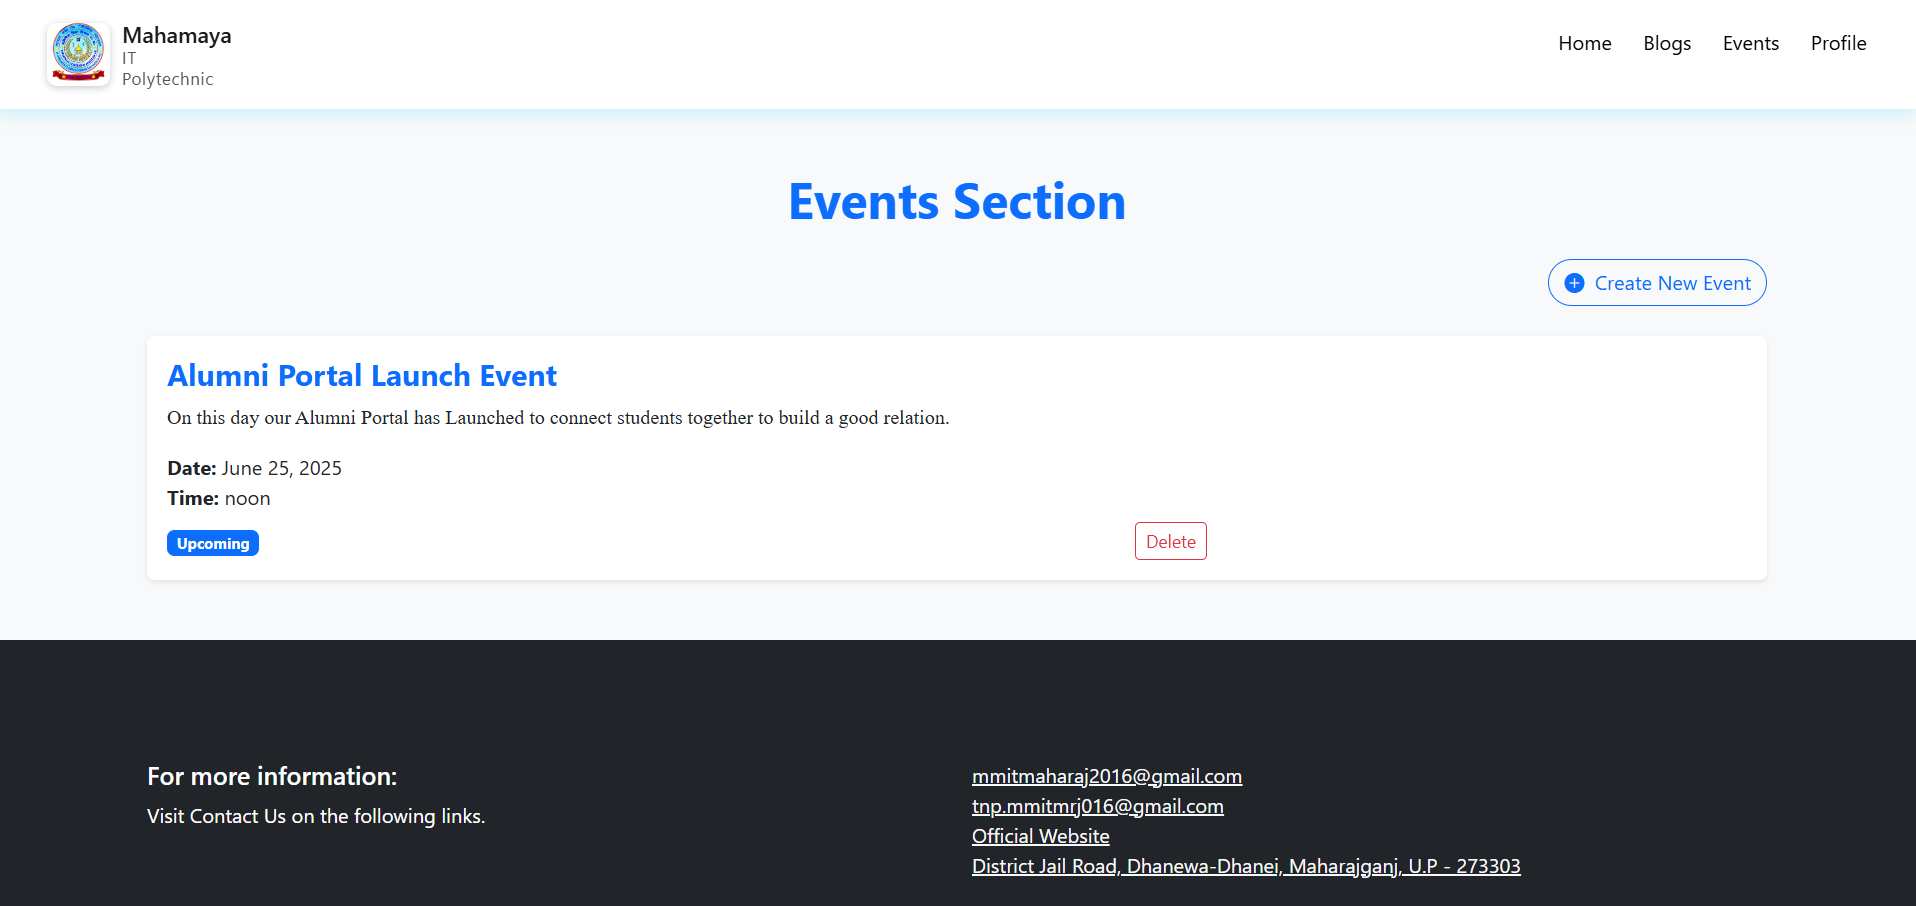 Mahamaya
IT
Polytechnic
Home Blogs Events Profile
Events Section
Create New Event
Alumni Portal Launch Event
On this day our Alumni Portal has Launched to connect students together to build a good relation.
Date: June 25, 2025
Time: noon
Upcoming
Delete
For more information:
Visit Contact Us on the following links.
mmitmaharaj2016@gmail.com
tnp.mmitmrj016@gmail.com
Official Website
District Jail Road, Dhanewa-Dhanei, Maharajganj, U.P - 273303